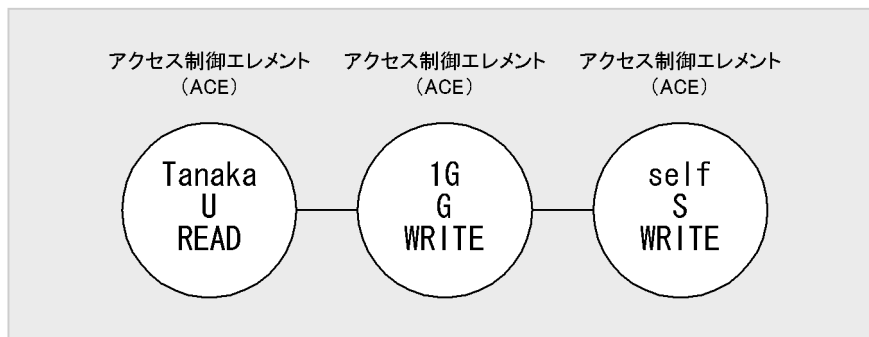 アクセス制御エレメント
（ACE）
アクセス制御エレメント
（ACE）
アクセス制御エレメント
（ACE）
Tanaka
U
READ
1G
G
WRITE
self
S
WRITE